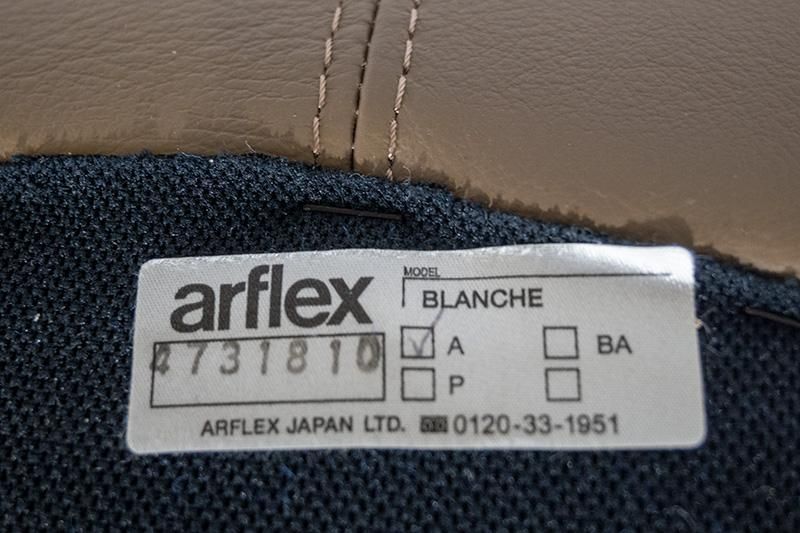 arflex
MODEL
BLANCHE
4731810
A
BA
P
ARFLEX JAPAN LTD. 0120-33-1951